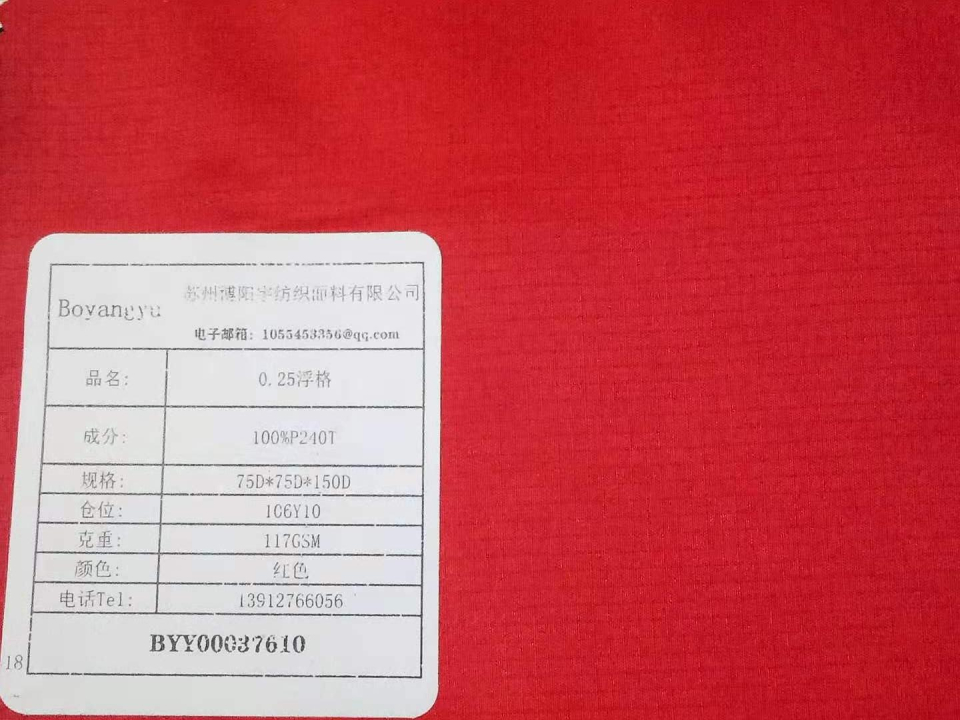 Boyangyu
苏州博阳宇纺织面料有限公司
电子邮箱: 1055453356@qq.com
品名: 0.25浮格
成分: 100%P240T
规格: 75D*75D*150D
仓位: 1C6Y10
克重: 117GSM
颜色: 红色
电话Tel: 13912766056
BYY00037610
18